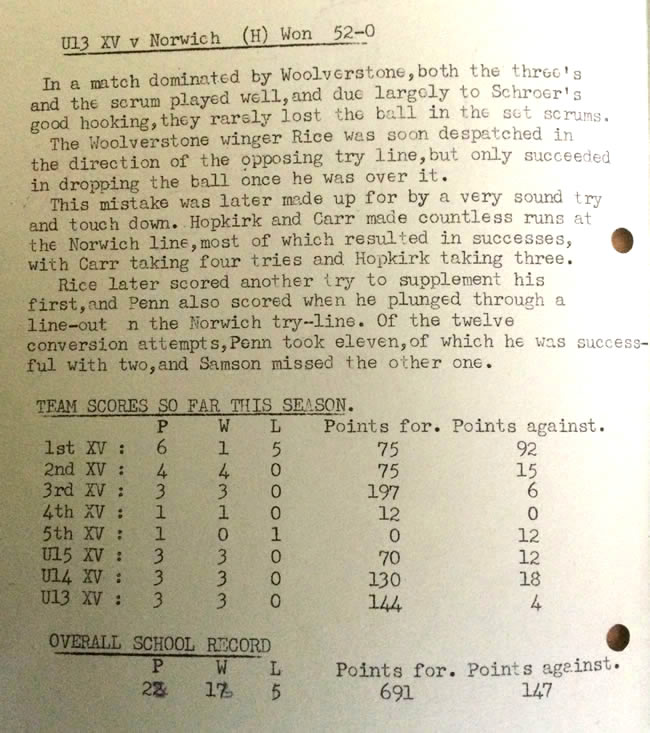 U13 XV v Norwich (H) Won 52-0
In a match dominated by Woolverstone,both the three's
and the scrum played well,and due largely to Schroer's
good hooking,they rarely lost the ball in the set scrums.
The Woolverstone winger Rice was soon despatched in
the direction of the opposing try line,but only succeeded
in dropping the ball once he was over it.
This mistake was later made up for by a very sound try
and touch down. Hopkirk and Carr made countless runs at
the Norwich line,most of which resulted in successes,
with Carr taking four tries and Hopkirk taking three.
Rice later scored another try to supplement his
first,and Penn also scored when he plunged through a
line-out n the Norwich try-line. Of the twelve
conversion attempts,Penn took eleven,of which he was success-
ful with two,and Samson missed the other one.
TEAM SCORES SO FAR THIS SEASON.
P W L Points for. Points against.
1st XV : 6 1 5 75 92
2nd XV : 4 4 0 75 15
3rd XV : 3 3 0 197 6
4th XV : 1 1 0 12 0
5th XV : 1 0 1 0 12
U15 XV : 3 3 0 70 12
U14 XV : 3 3 0 130 18
U13 XV : 3 3 0 144 4
OVERALL SCHOOL RECORD
P W L Points for. Points against.
5 691 147